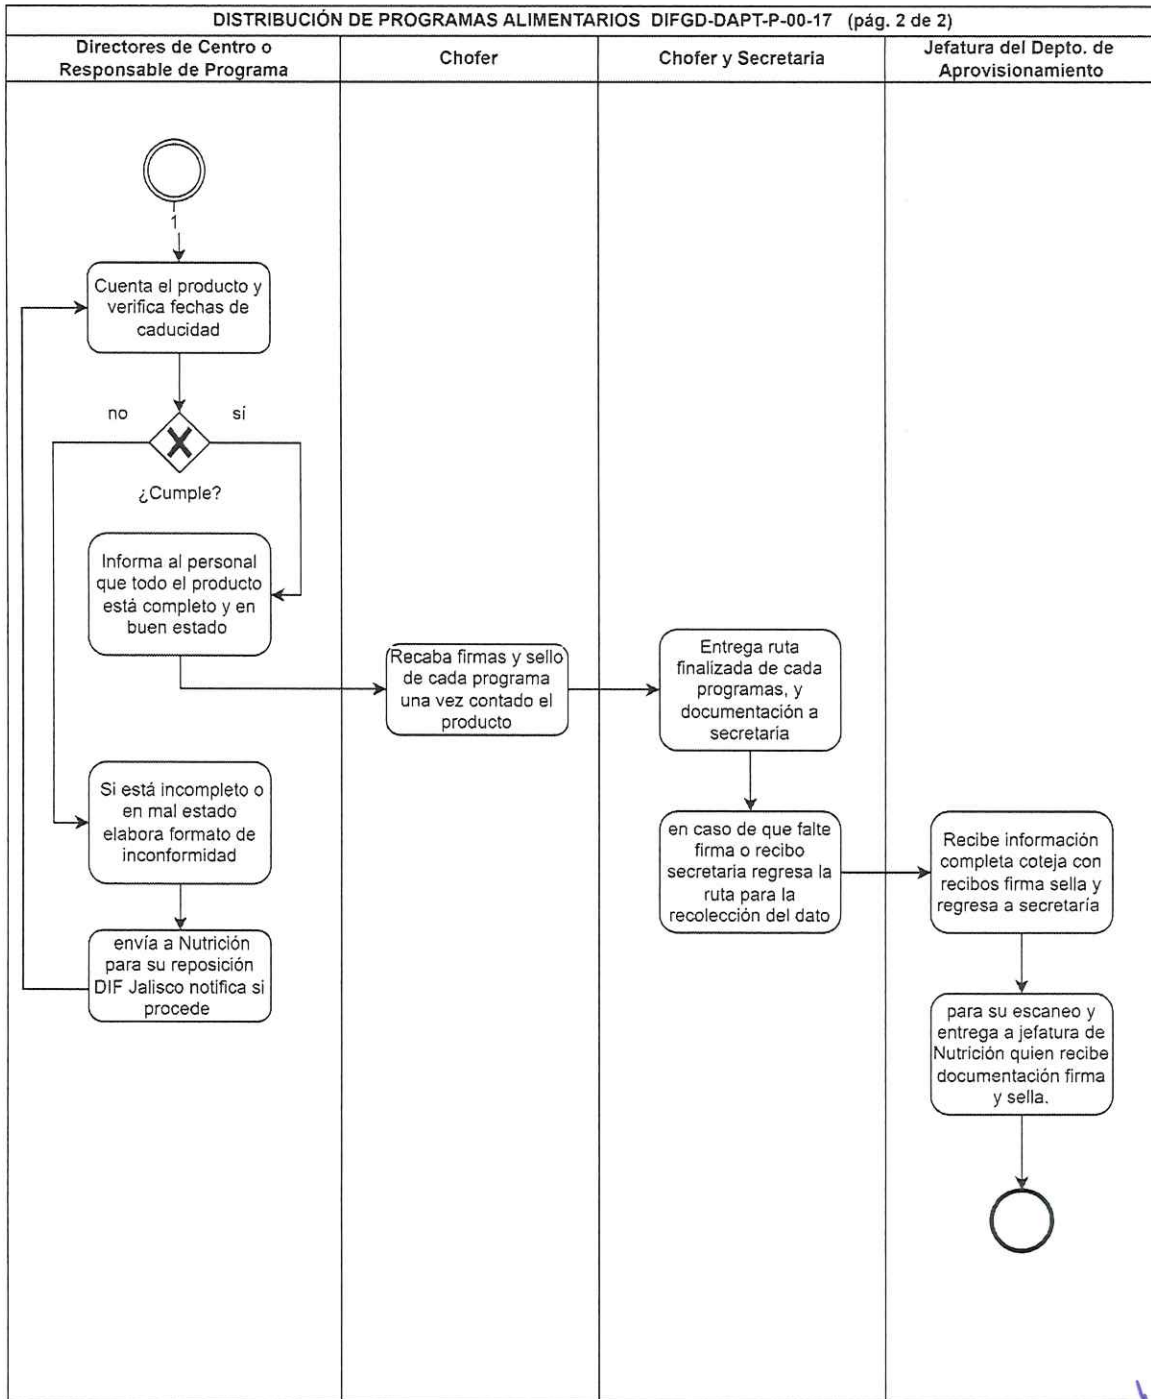 DISTRIBUCIÓN DE PROGRAMAS ALIMENTARIOS DIFGD-DAPT-P-00-17 (pág. 2 de 2)
Directores de Centro o
Responsable de Programa
Chofer
Chofer y Secretaria
Jefatura del Depto. de
Aprovisionamiento
1
Cuenta el producto y
verifica fechas de
caducidad
no
si
¿Cumple?
Informa al personal
que todo el producto
está completo y en
buen estado
Recaba firmas y sello
de cada programa
una vez contado el
producto
Entrega ruta
finalizada de cada
programas, y
documentación a
secretaria
Si está incompleto o
en mal estado
elabora formato de
inconformidad
en caso de que falte
firma o recibo
secretaria regresa la
ruta para la
recolección del dato
Recibe información
completa coteja con
recibos firma sella y
regresa a secretaría
envía a Nutrición
para su reposición
DIF Jalisco notifica si
procede
para su escaneo y
entrega a jefatura de
Nutrición quien recibe
documentación firma
y sella.